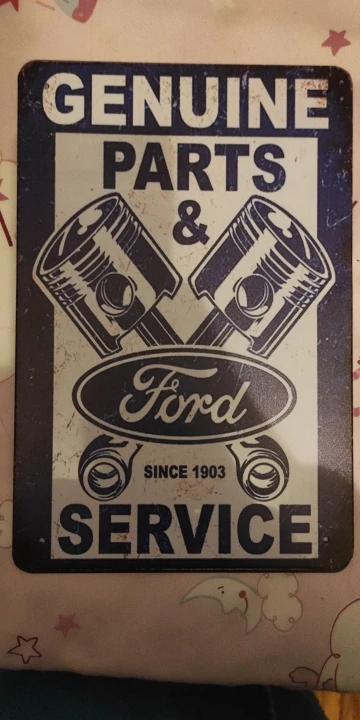 GENUINE
PARTS
&
Ford
SINCE 1903
SERVICE